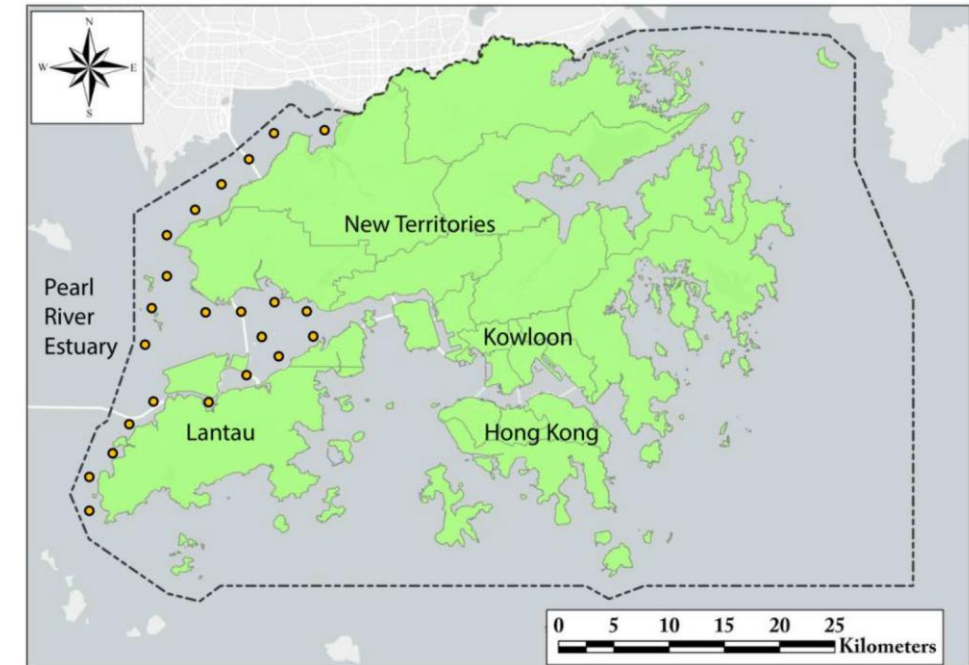 N
W E
S
New Territories
Pearl
River
Estuary
Kowloon
Lantau
Hong Kong
0 5 10 15 20 25
Kilometers